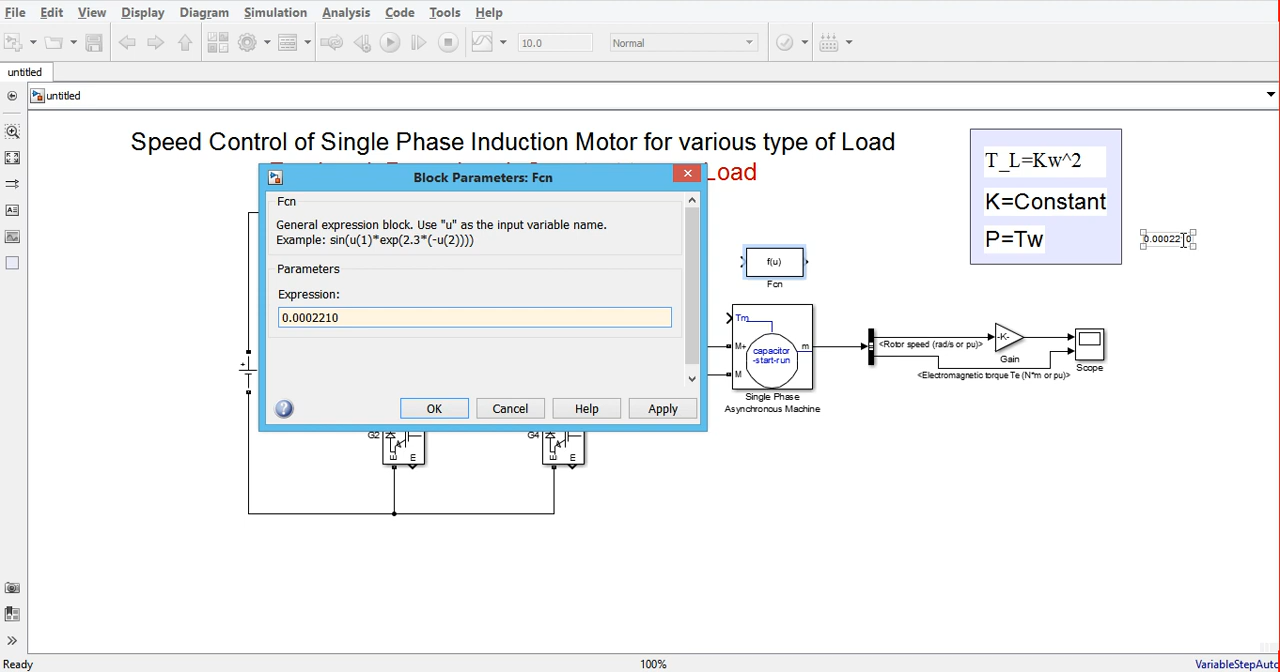 File Edit View Display Diagram Simulation Analysis Code Tools Help
10.0 Normal
untitled
untitled
Speed Control of Single Phase Induction Motor for various type of Load
Load
T_L=Kw^2
K=Constant
P=Tw
Block Parameters: Fcn
Fcn
General expression block. Use "u" as the input variable name.
Example: sin(u(1)*exp(2.3*(-u(2))))
Parameters
Expression:
0.0002210
OK Cancel Help Apply
f(u)
Fcn
Tm
M+
M
m
capacitor
-start-run
Single Phase
Asynchronous Machine
<Rotor speed (rad/s or pu)>
<Electromagnetic torque Te (N*m or pu)>
-K-
Gain
Scope
+
G2
E
E
G4
E
E
Ready 100% VariableStepAuto